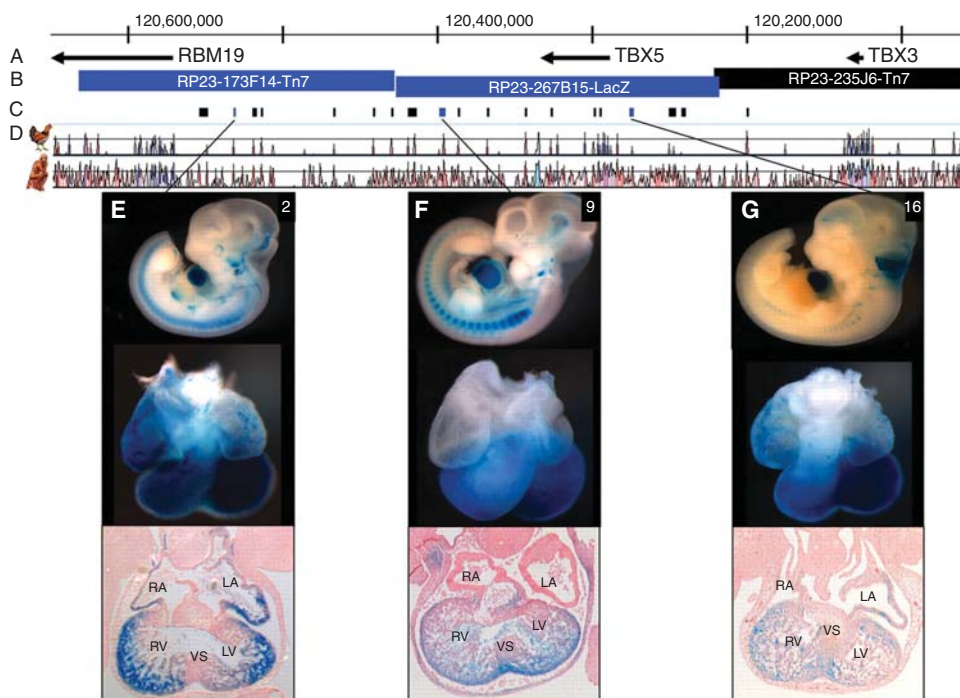 120,600,000 120,400,000 120,200,000
A RBM19 TBX5 TBX3
B RP23-173F14-Tn7 RP23-267B15-LacZ RP23-235J6-Tn7
C
D
E 2 F 9 G 16
RA LA RA LA RA LA
RV VS LV RV VS LV RV VS LV